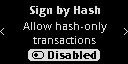 Sign by Hash
Allow hash-only
transactions
Disabled